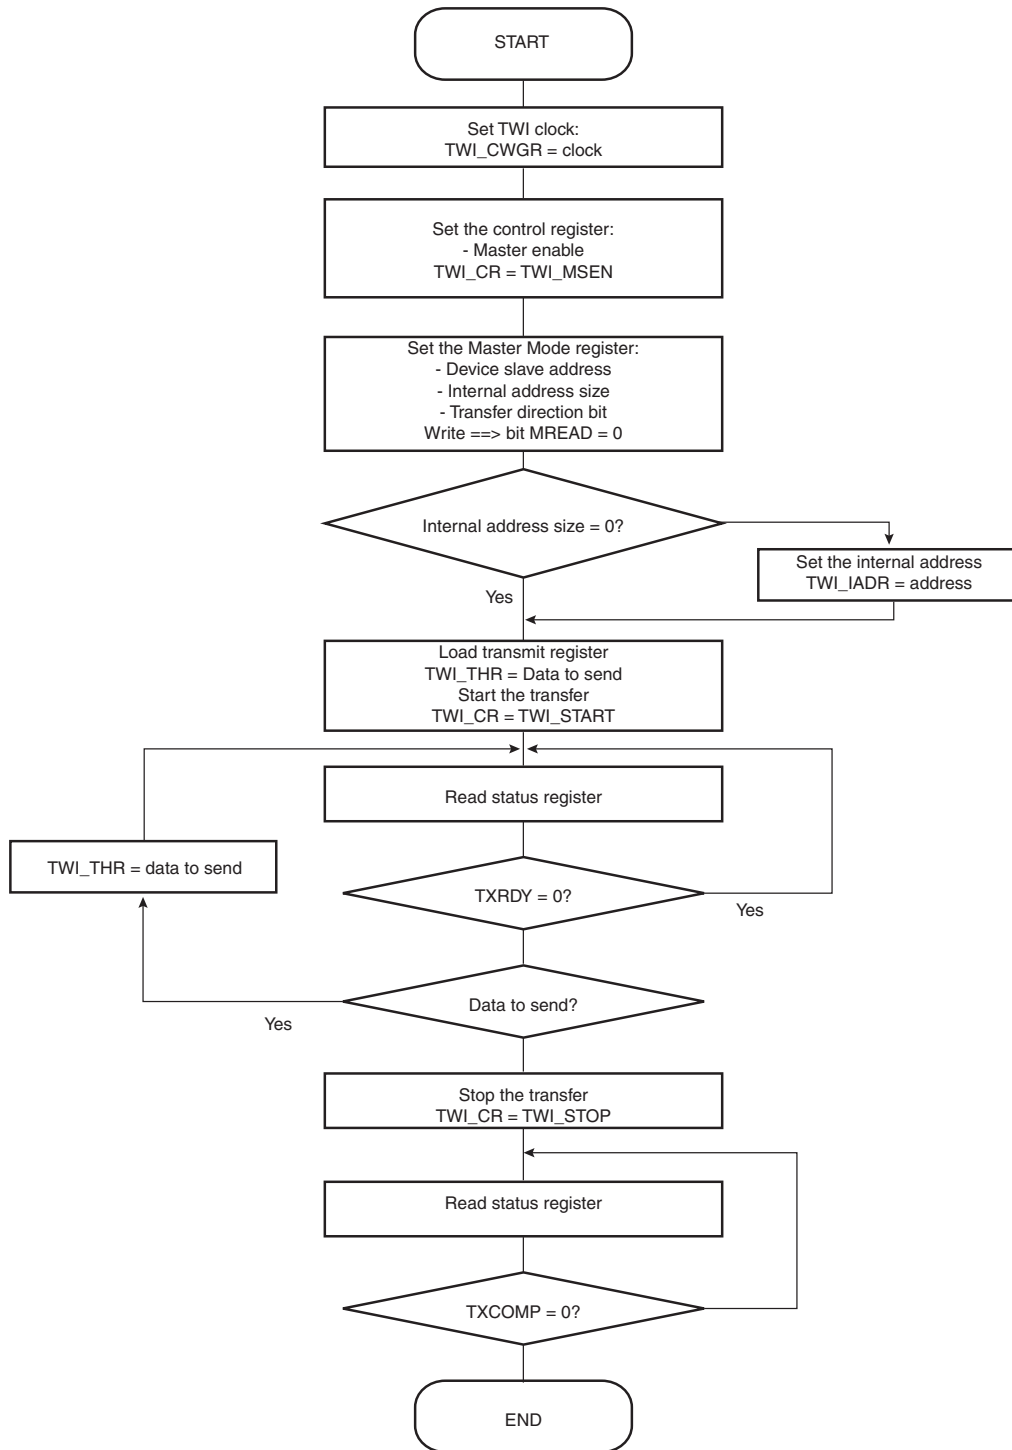 START
Set TWI clock:
TWI_CWGR = clock
Set the control register:
- Master enable
TWI_CR = TWI_MSEN
Set the Master Mode register:
- Device slave address
- Internal address size
- Transfer direction bit
Write ==> bit MREAD = 0
Internal address size = 0?
Set the internal address
TWI_IADR = address
Yes
Load transmit register
TWI_THR = Data to send
Start the transfer
TWI_CR = TWI_START
Read status register
TWI_THR = data to send
TXRDY = 0?
Yes
Data to send?
Yes
Stop the transfer
TWI_CR = TWI_STOP
Read status register
TXCOMP = 0?
END